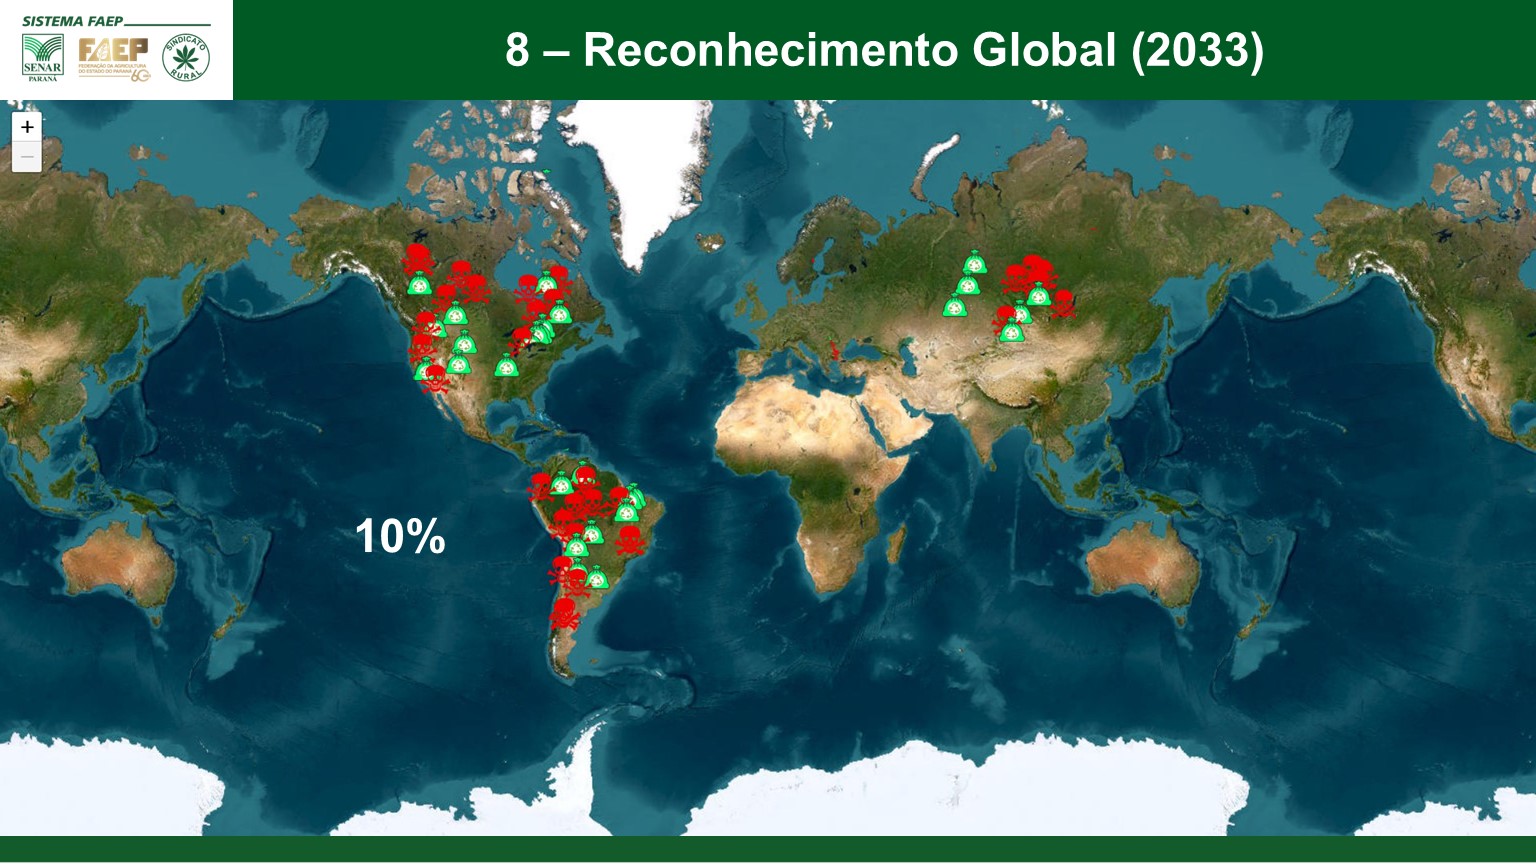 SISTEMA FAEP
8 – Reconhecimento Global (2033)
SENAR
PARANÁ
FAEP
FEDERAÇÃO DA AGRICULTURA
DO ESTADO DO PARANÁ
60
SINDICATO
RURAL
+
−
10%